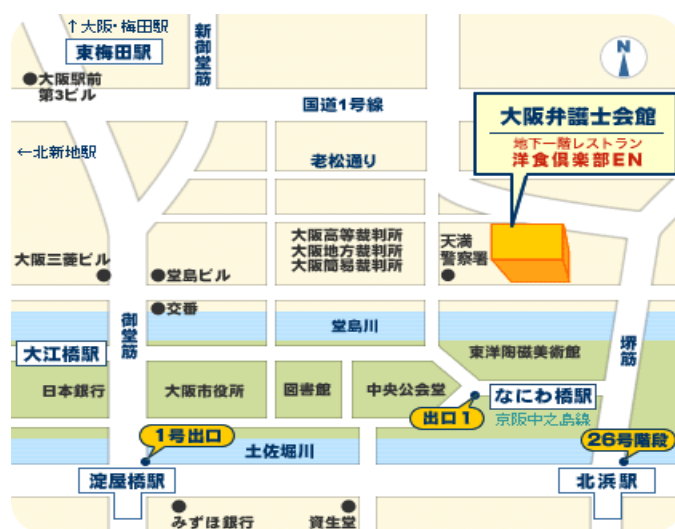 ↑大阪・梅田駅
東梅田駅
新御堂筋
N
大阪駅前
第3ビル
国道1号線
大阪弁護士会館
地下一階レストラン
洋食倶楽部EN
←北新地駅
老松通り
大阪高等裁判所
大阪地方裁判所
大阪簡易裁判所
天満
警察署
大阪三菱ビル
堂島ビル
交番
御堂筋
堂島川
堺筋
大江橋駅
東洋陶磁美術館
日本銀行
大阪市役所
図書館
中央公会堂
なにわ橋駅
出口1
京阪中之島線
1号出口
土佐堀川
26号階段
淀屋橋駅
北浜駅
みずほ銀行
資生堂